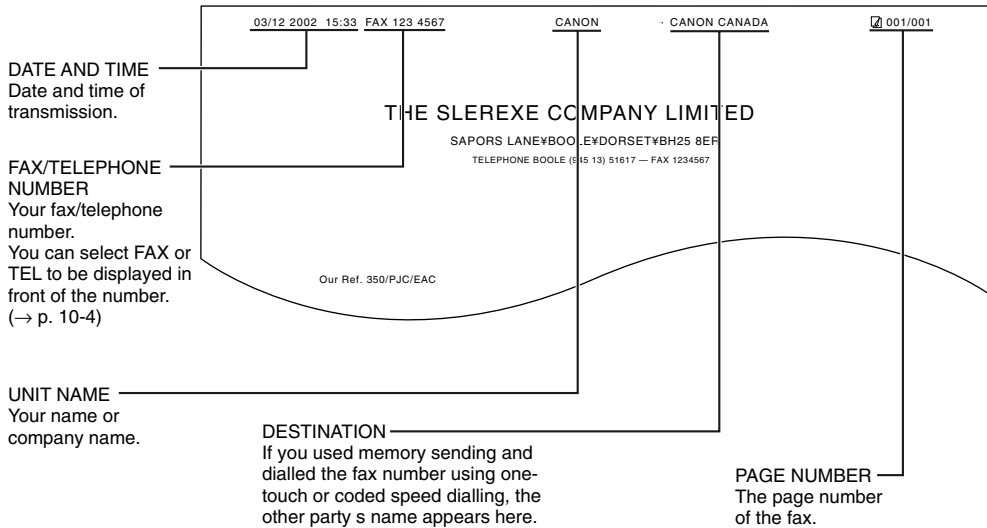 03/12 2002 15:33 FAX 123 4567 CANON → CANON CANADA 001/001
DATE AND TIME
Date and time of
transmission.
THE SLEREXE COMPANY LIMITED
SAPORS LANE¥BOOLE¥DORSET¥BH25 8ER
TELEPHONE BOOLE (945 13) 51617 — FAX 1234567
FAX/TELEPHONE
NUMBER
Your fax/telephone
number.
You can select FAX or
TEL to be displayed in
front of the number.
(→ p. 10-4)
Our Ref. 350/PJC/EAC
UNIT NAME
Your name or
company name.
DESTINATION
If you used memory sending and
dialled the fax number using one-
touch or coded speed dialling, the
other party s name appears here.
PAGE NUMBER
The page number
of the fax.